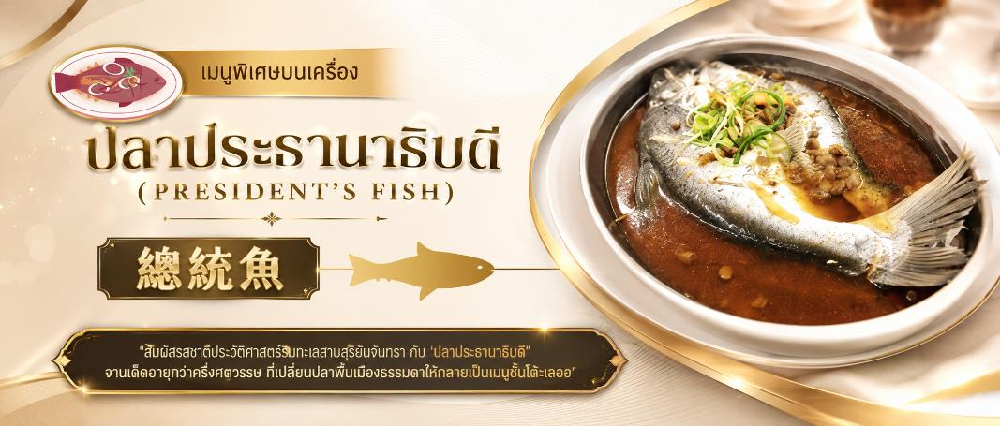 เมนูพิเศษบนเครื่อง
ปลาประธานาธิบดี
(PRESIDENT'S FISH)
總統魚
“สัมผัสรสชาติประวัติศาสตร์ริมทะเลสาบสุริยันจันทรา กับ ‘ปลาประธานาธิบดี”
จานเด็ดอายุกว่าครึ่งศตวรรษ ที่เปลี่ยนปลาพื้นเมืองธรรมดาให้กลายเป็นเมนูชั้นโต๊ะเลออ”